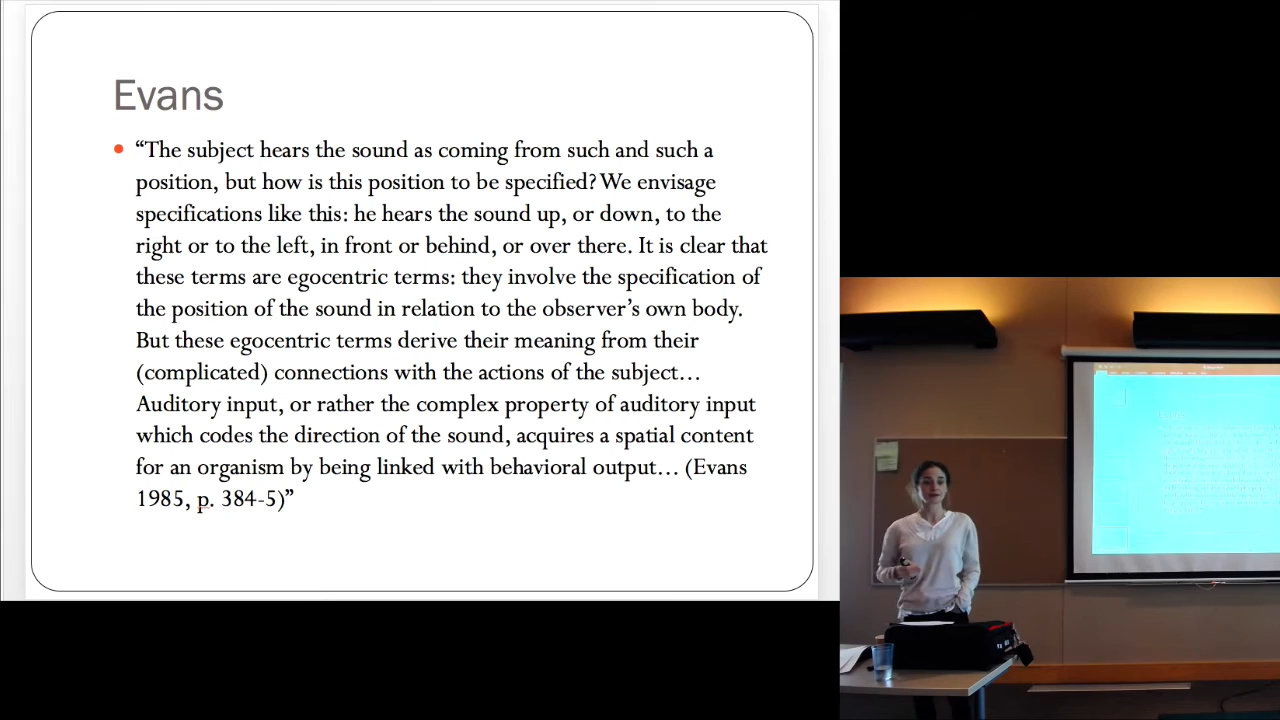 Evans
“The subject hears the sound as coming from such and such a
position, but how is this position to be specified? We envisage
specifications like this: he hears the sound up, or down, to the
right or to the left, in front or behind, or over there. It is clear that
these terms are egocentric terms: they involve the specification of
the position of the sound in relation to the observer’s own body.
But these egocentric terms derive their meaning from their
(complicated) connections with the actions of the subject…
Auditory input, or rather the complex property of auditory input
which codes the direction of the sound, acquires a spatial content
for an organism by being linked with behavioral output… (Evans
1985, p. 384-5)”